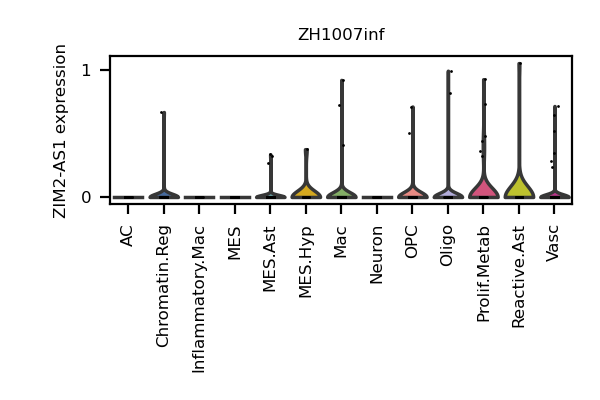 ZH1007inf
ZIM2-AS1 expression
1
0
AC
Chromatin.Reg
Inflammatory.Mac
MES
MES.Ast
MES.Hyp
Mac
Neuron
OPC
Oligo
Prolif.Metab
Reactive.Ast
Vasc